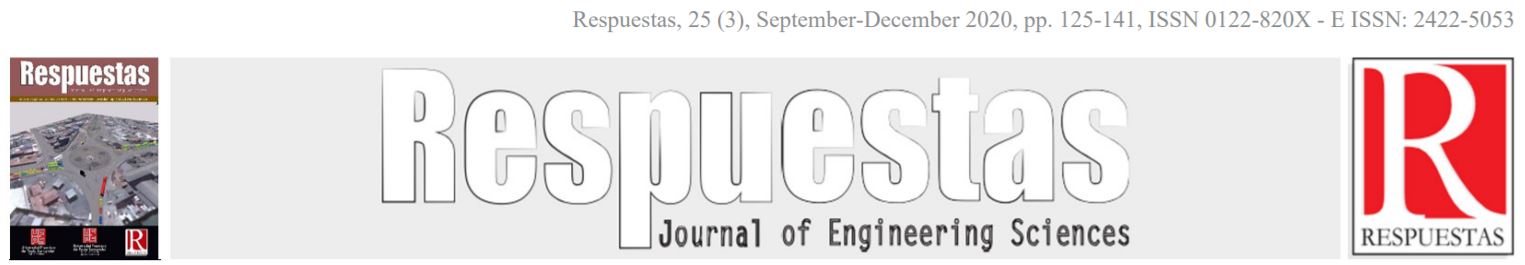 Respuestas, 25 (3), September-December 2020, pp. 125-141, ISSN 0122-820X - E ISSN: 2422-5053
Respuestas
Respuestas
Journal of Engineering Sciences
R
RESPUESTAS